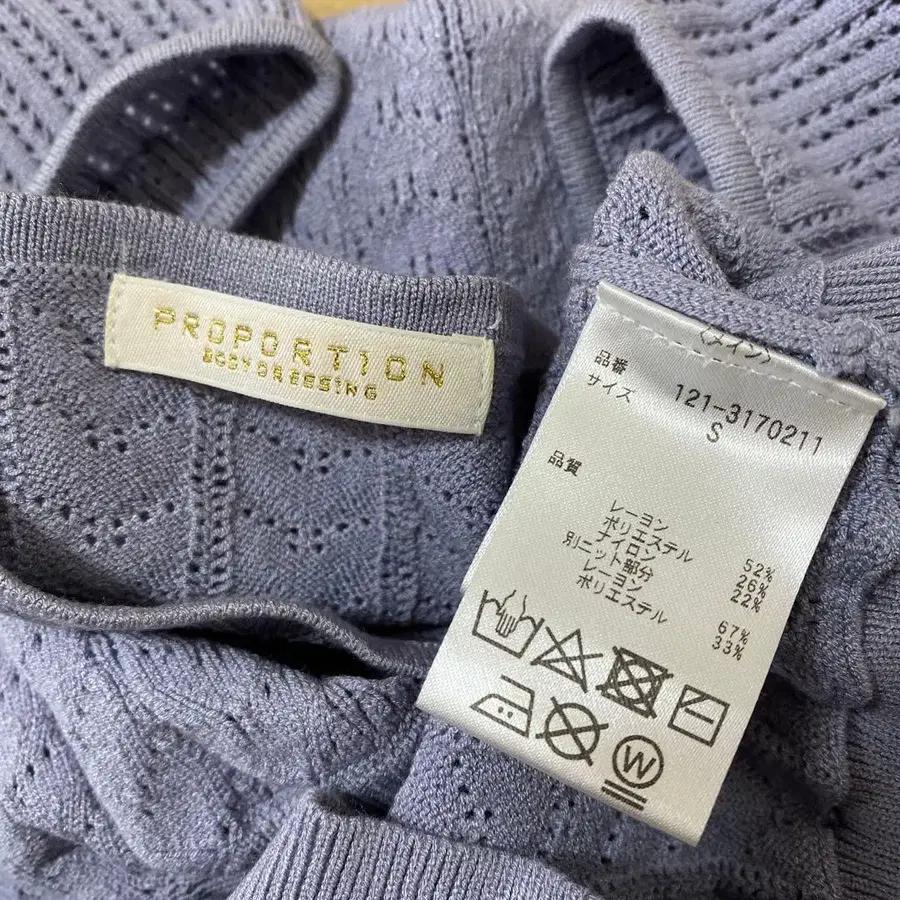 PROPORTION
BODYDRESSING
〈メイン〉
品番 121-3170211
サイズ S
品質
レーヨン 52%
ポリエステル 26%
ナイロン 22%
別ニット部分
レーヨン 67%
ポリエステル 33%
W